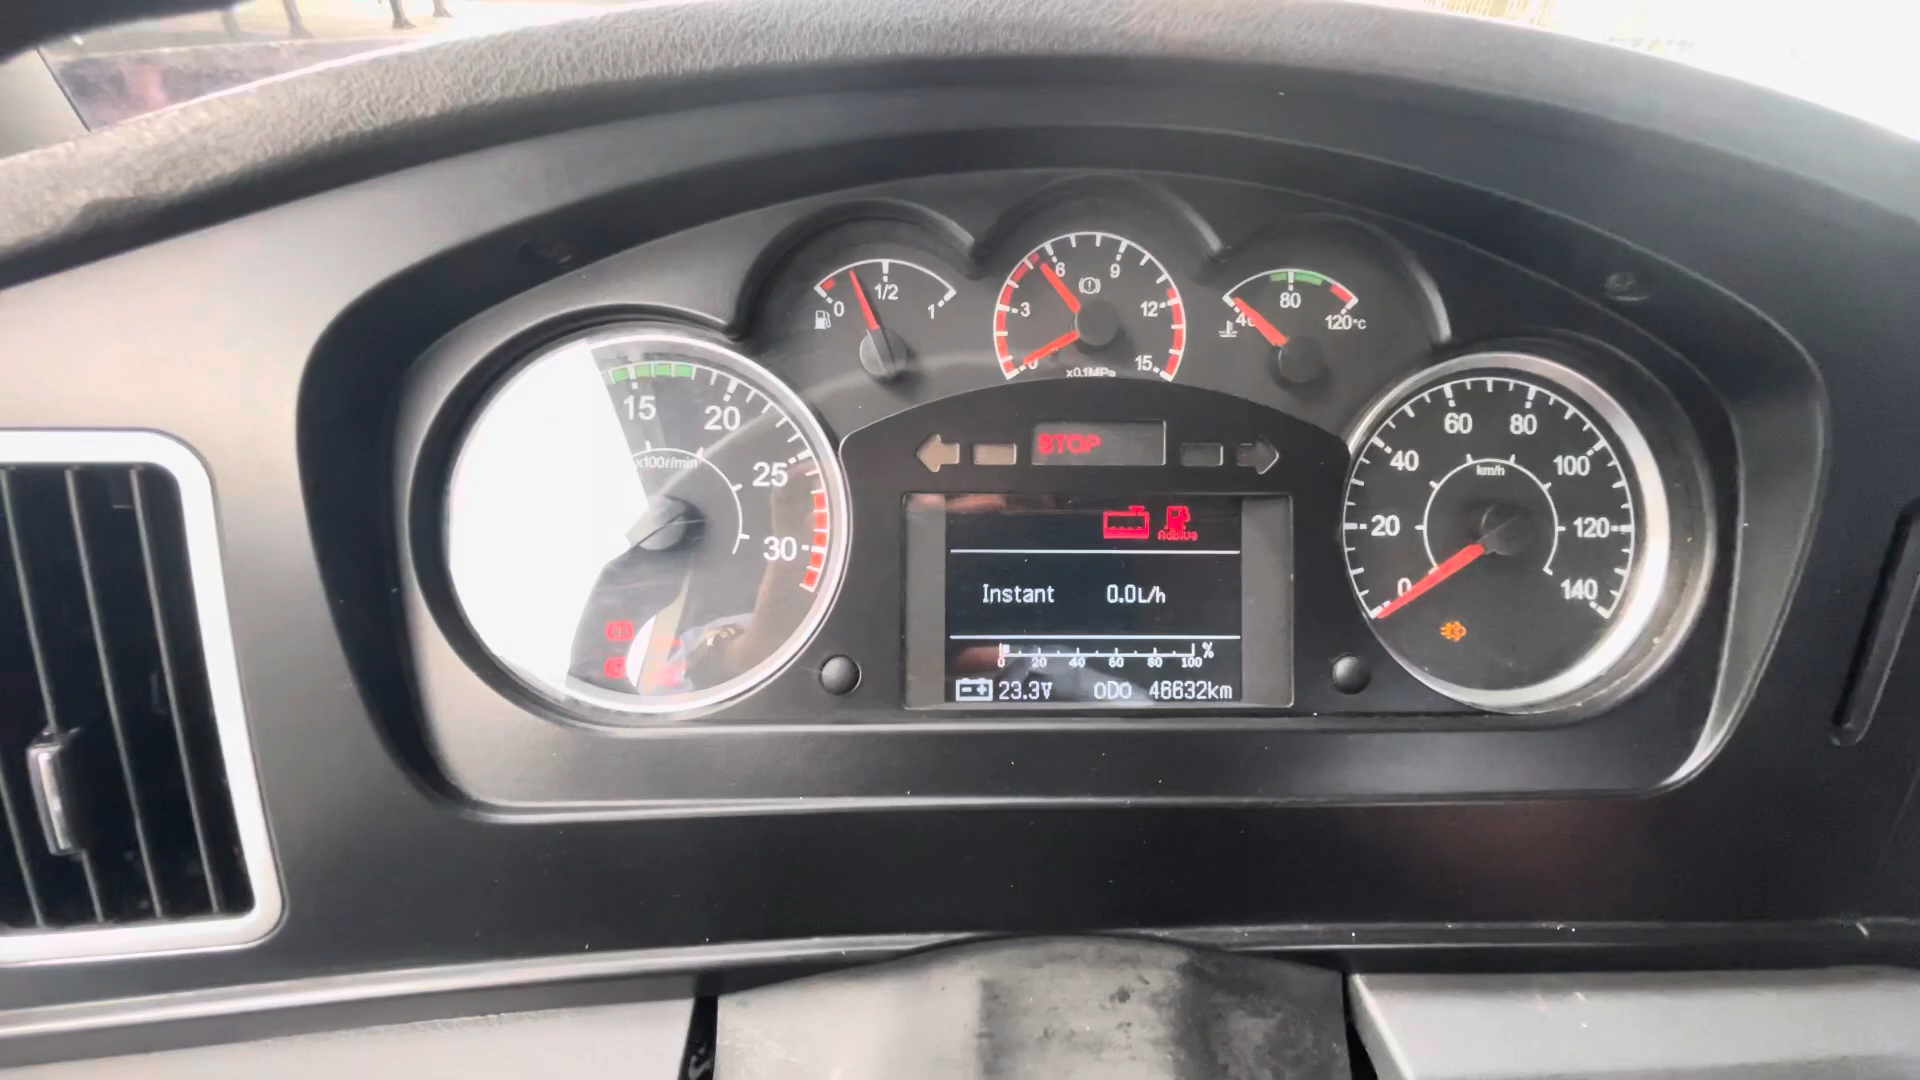 0 1/2 1
3 6 9 12 15
x0.1MPa
80 120°C
15 20 25 30
x100r/min
STOP
AdBlue
Instant 0.0L/h
0 20 40 60 80 100 %
23.3V ODO 46632km
0 20 40 60 80 100 120 140
km/h